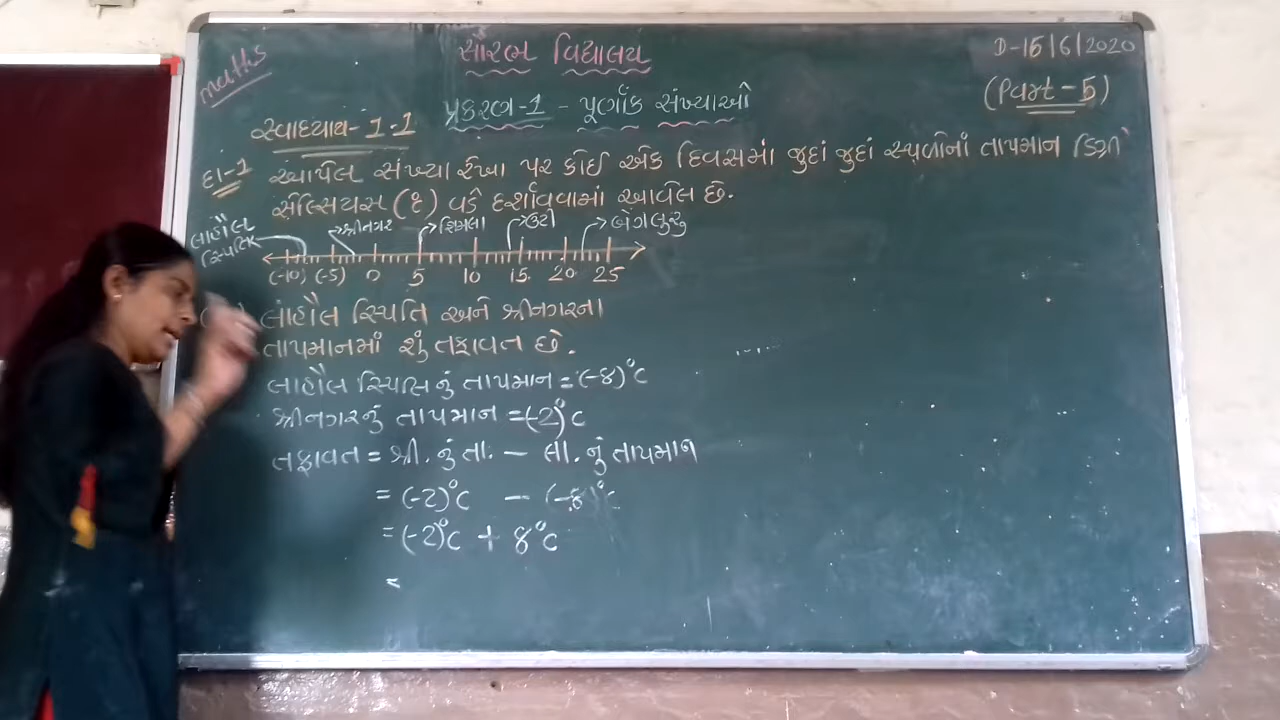 maths
સૌરભ વિદ્યાલય
D-15/6/2020
(Part-5)
પ્રકરણ-1 - પૂર્ણાંક સંખ્યાઓ
સ્વાધ્યાય-1.1
દા-1 આપેલ સંખ્યા રેખા પર કોઈ એક દિવસમાં જુદાં જુદાં સ્થળોનાં તાપમાન ડિગ્રી
સેલ્સિયસ (°c) વડે દર્શાવવામાં આવેલ છે.
લાહૌલ સ્પિતિ શ્રીનગર શિમલા ઉટી બેંગલુરુ
(-10) (-5) 0 5 10 15 20 25
લાહૌલ સ્પિતિ અને શ્રીનગરના
તાપમાનમાં શું તફાવત છે.
લાહૌલ સ્પિતિ નું તાપમાન = (-8)°c
શ્રીનગરનું તાપમાન = (-2)°c
તફાવત = શ્રી. નું તા. - લા. નું તાપમાન
= (-2)°c - (-8)°c
= (-2)°c + 8°c
=